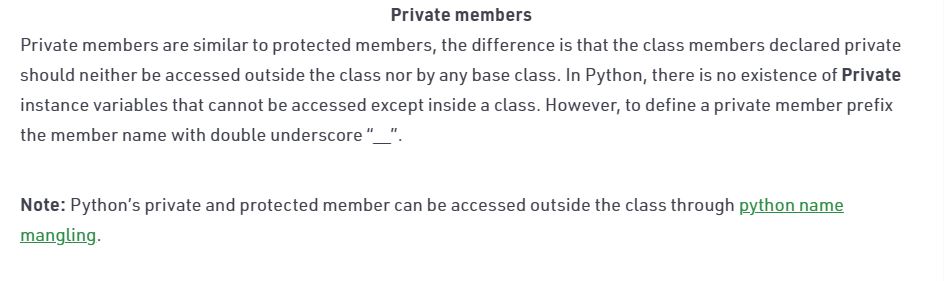 Private members
Private members are similar to protected members, the difference is that the class members declared private
should neither be accessed outside the class nor by any base class. In Python, there is no existence of Private
instance variables that cannot be accessed except inside a class. However, to define a private member prefix
the member name with double underscore “__”.
Note: Python’s private and protected member can be accessed outside the class through python name
mangling.